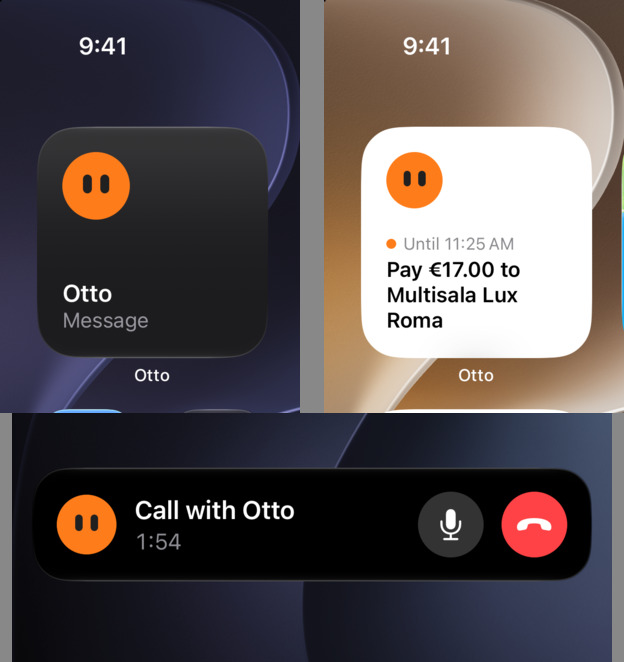 9:41
Otto
Message
Otto
9:41
Until 11:25 AM
Pay €17.00 to
Multisala Lux
Roma
Otto
Call with Otto
1:54